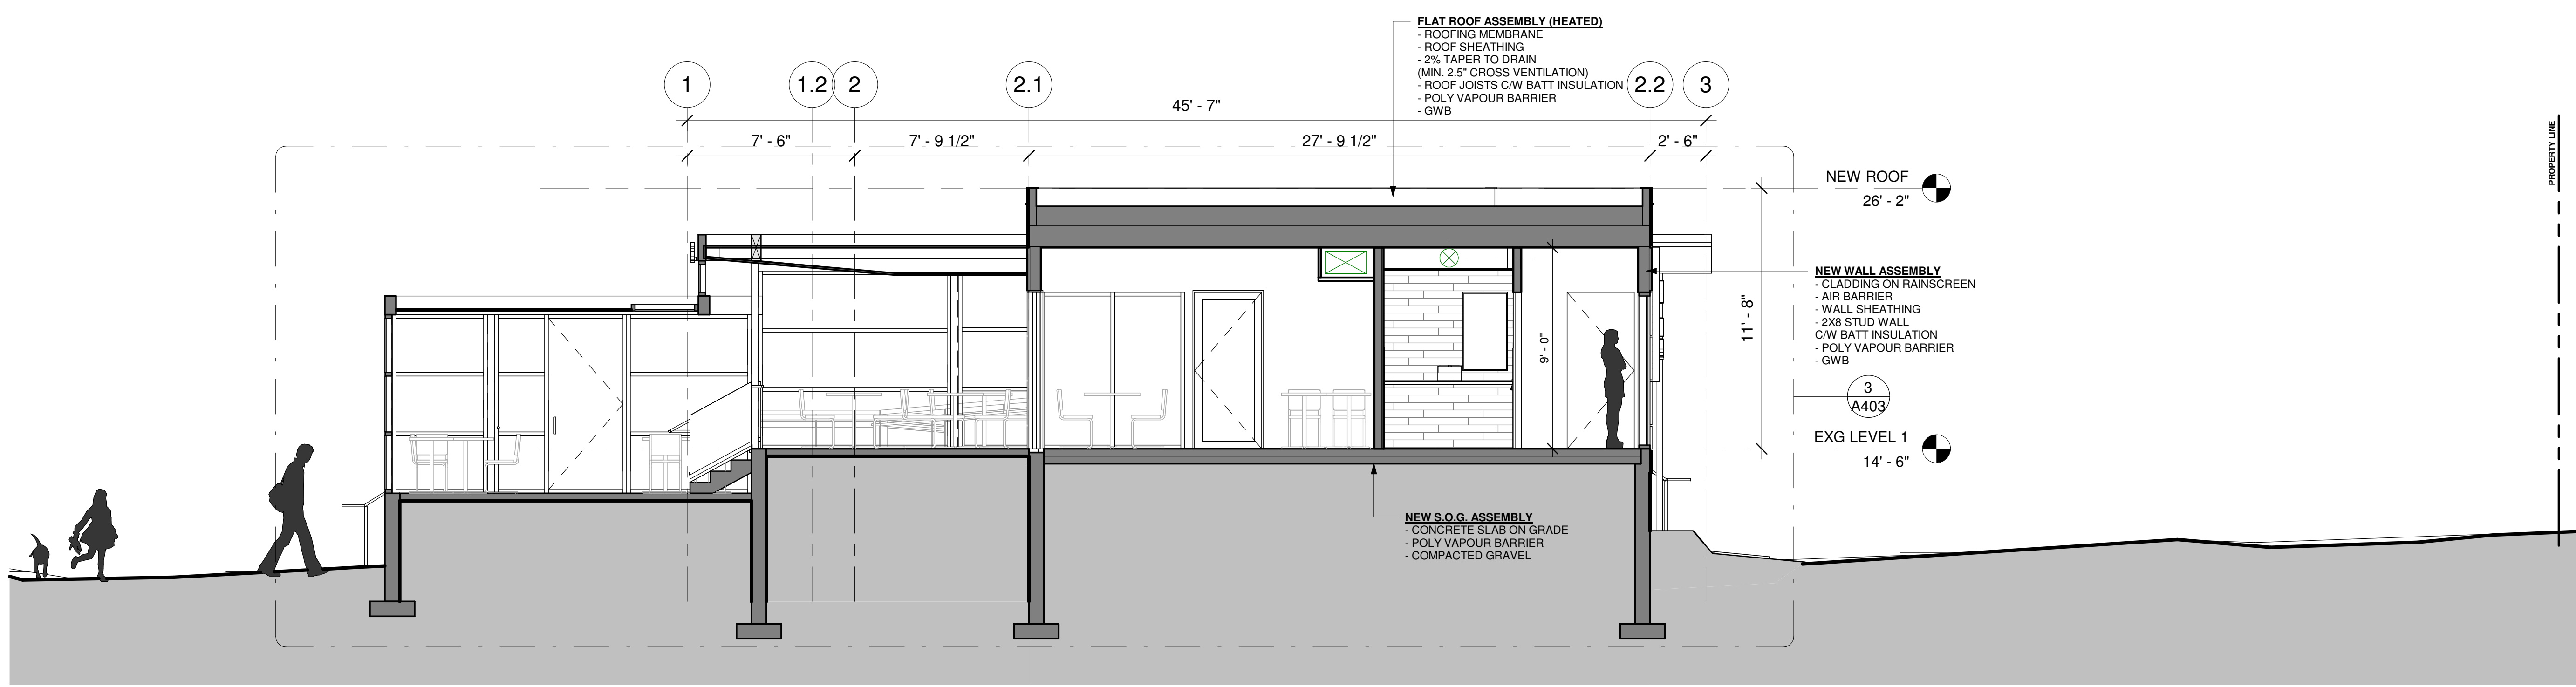 FLAT ROOF ASSEMBLY (HEATED)
- ROOFING MEMBRANE
- ROOF SHEATHING
- 2% TAPER TO DRAIN
(MIN. 2.5" CROSS VENTILATION)
- ROOF JOISTS C/W BATT INSULATION
- POLY VAPOUR BARRIER
- GWB
1
1.2
2
2.1
2.2
3
45' - 7"
7' - 6"
7' - 9 1/2"
27' - 9 1/2"
2' - 6"
PROPERTY LINE
NEW ROOF
26' - 2"
NEW WALL ASSEMBLY
- CLADDING ON RAINSCREEN
- AIR BARRIER
- WALL SHEATHING
- 2X8 STUD WALL
C/W BATT INSULATION
- POLY VAPOUR BARRIER
- GWB
11' - 8"
9' - 0"
3
A403
EXG LEVEL 1
14' - 6"
NEW S.O.G. ASSEMBLY
- CONCRETE SLAB ON GRADE
- POLY VAPOUR BARRIER
- COMPACTED GRAVEL